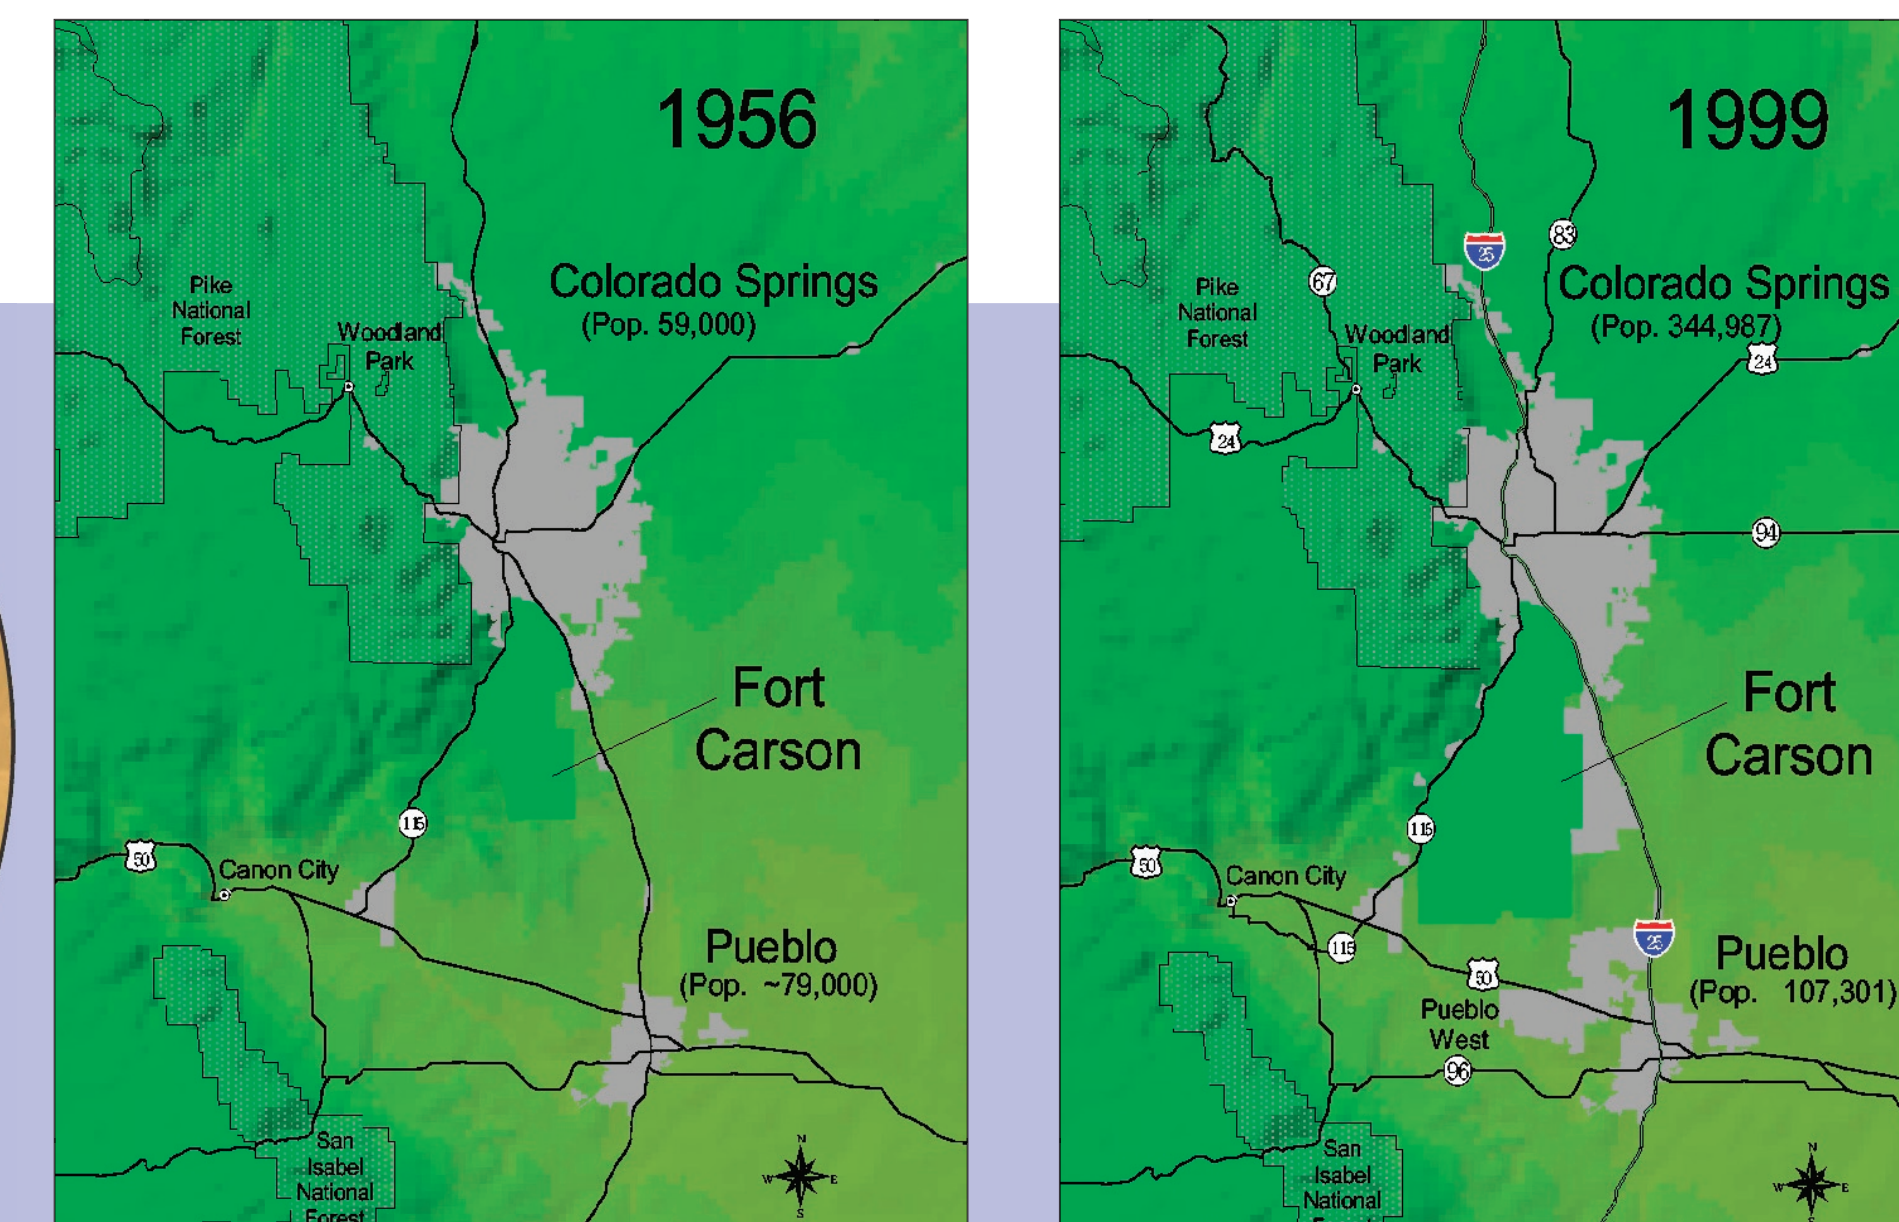 1956
Colorado Springs
(Pop. 59,000)
Pike
National
Forest
Woodland
Park
Fort
Carson
115
50
Canon City
Pueblo
(Pop. ~79,000)
San
Isabel
National
Forest
N
W
E
S
1999
83
25
67
Colorado Springs
(Pop. 344,987)
Pike
National
Forest
Woodland
Park
24
24
94
Fort
Carson
115
50
Canon City
115
25
50
Pueblo
(Pop. 107,301)
Pueblo
West
96
San
Isabel
National
N
W
E